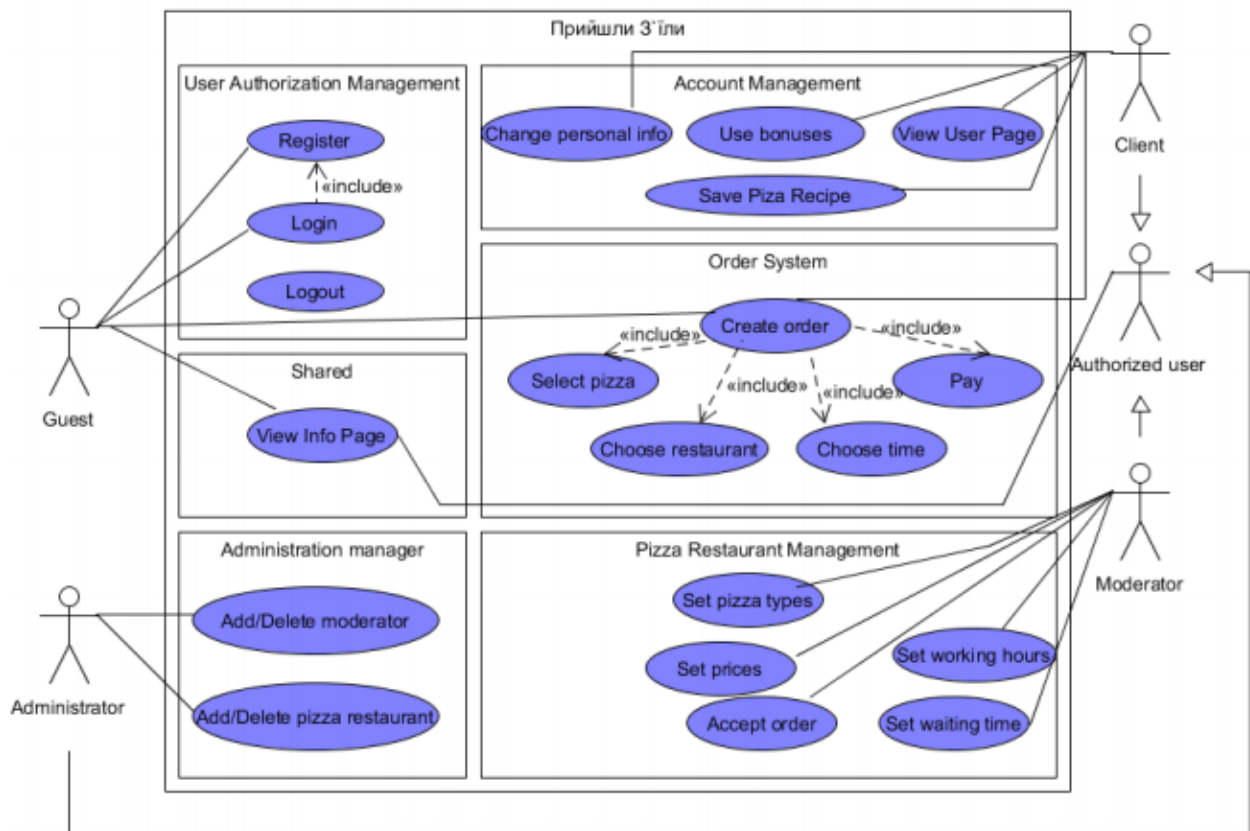 Прийшли З`їли
User Authorization Management
Register
«include»
Login
Logout
Account Management
Change personal info
Use bonuses
View User Page
Save Piza Recipe
Client
Order System
Create order
«include»
«include»
Select pizza
«include»
«include»
Pay
Choose restaurant
Choose time
Authorized user
Guest
Shared
View Info Page
Administration manager
Add/Delete moderator
Add/Delete pizza restaurant
Administrator
Pizza Restaurant Management
Set pizza types
Set prices
Set working hours
Accept order
Set waiting time
Moderator